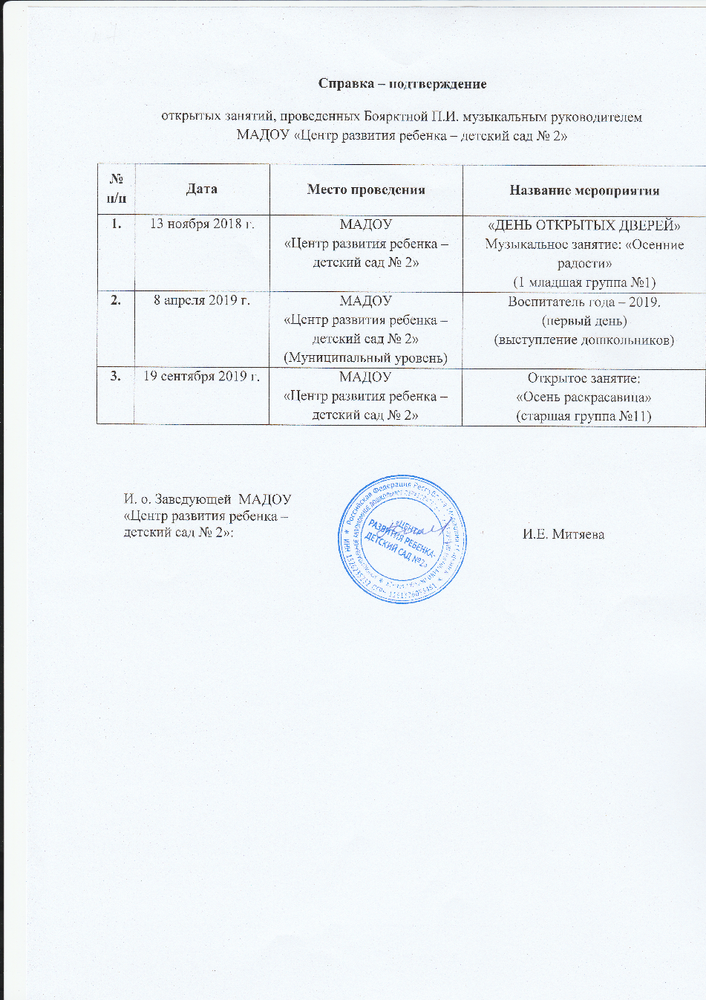 Справка – подтверждение
открытых занятий, проведенных Боярктной П.И. музыкальным руководителем
МАДОУ «Центр развития ребенка – детский сад № 2»
№ п/п
Дата
Место проведения
Название мероприятия
1.
13 ноября 2018 г.
МАДОУ
«Центр развития ребенка –
детский сад № 2»
«ДЕНЬ ОТКРЫТЫХ ДВЕРЕЙ»
Музыкальное занятие: «Осенние
радости»
(1 младшая группа №1)
2.
8 апреля 2019 г.
МАДОУ
«Центр развития ребенка –
детский сад № 2»
(Муниципальный уровень)
Воспитатель года – 2019.
(первый день)
(выступление дошкольников)
3.
19 сентября 2019 г.
МАДОУ
«Центр развития ребенка –
детский сад № 2»
Открытое занятие:
«Осень раскрасавица»
(старшая группа №11)
И. о. Заведующей МАДОУ
«Центр развития ребенка –
детский сад № 2»:
Российская Федерация
«ЦЕНТР
РАЗВИТИЯ РЕБЕНКА-
ДЕТСКИЙ САД №2»
И.Е. Митяева